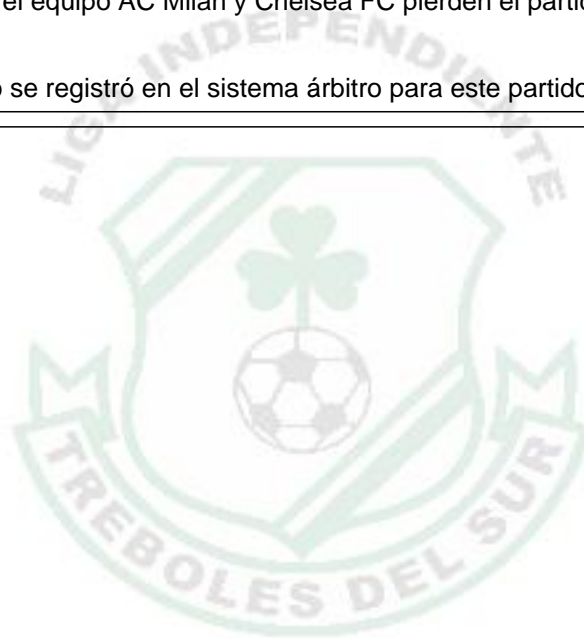 el equipo AC Milan y Chelsea FC pierden el partid
se registró en el sistema árbitro para este partido
LIGA INDEPENDIENTE
TREBOLES DEL SUR